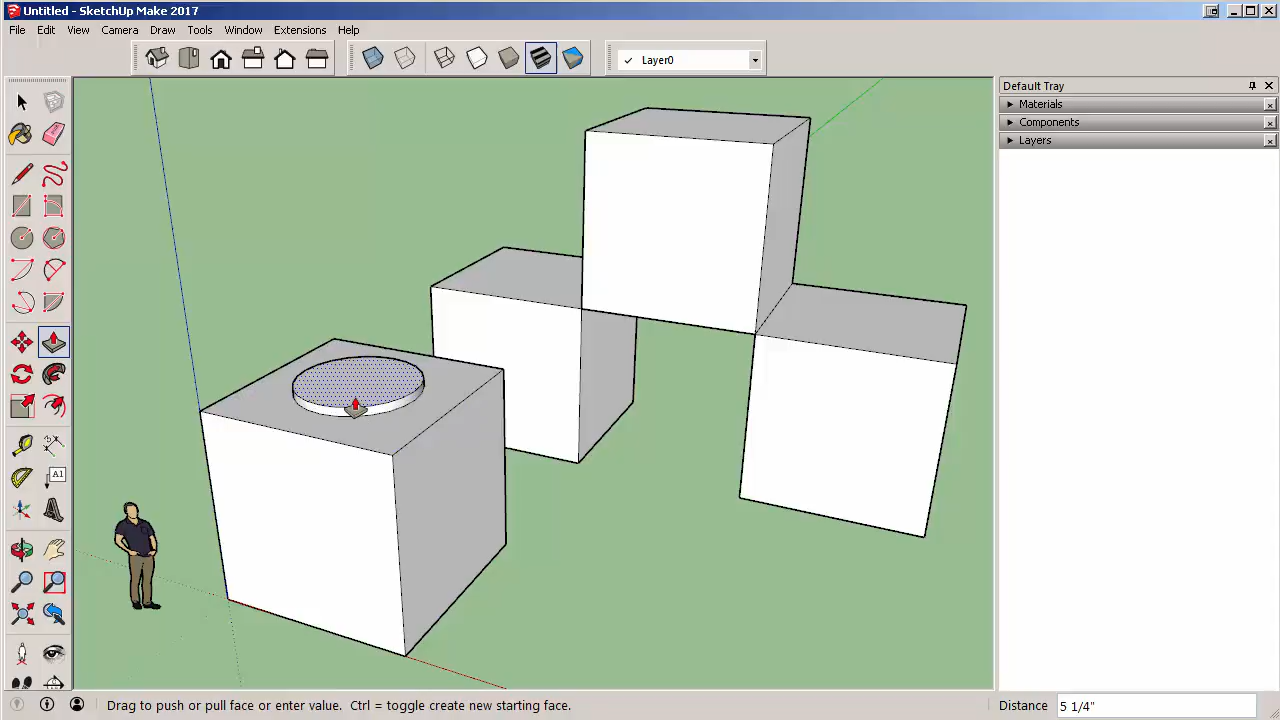 Untitled - SketchUp Make 2017
File Edit View Camera Draw Tools Window Extensions Help
Layer0
Default Tray
Materials
Components
Layers
A1
Drag to push or pull face or enter value. Ctrl = toggle create new starting face.
Distance 5 1/4"